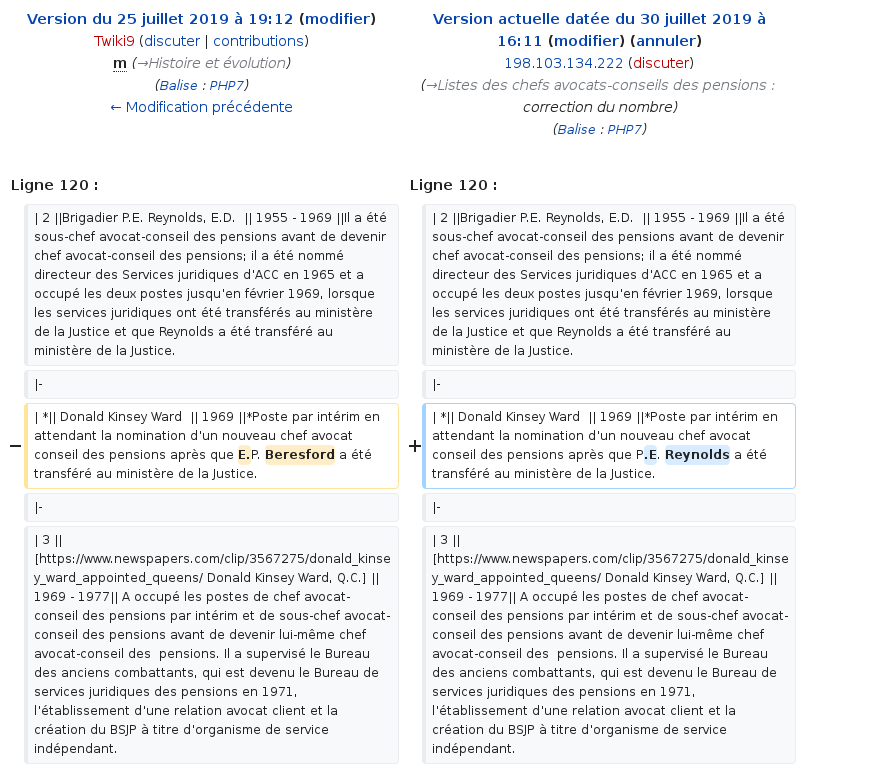 Version du 25 juillet 2019 à 19:12 (modifier)
Twiki9 (discuter | contributions)
m (→Histoire et évolution)
(Balise : PHP7)
← Modification précédente
Version actuelle datée du 30 juillet 2019 à
16:11 (modifier) (annuler)
198.103.134.222 (discuter)
(→Listes des chefs avocats-conseils des pensions :
correction du nombre)
(Balise : PHP7)
Ligne 120 :
Ligne 120 :
| 2 ||Brigadier P.E. Reynolds, E.D.  || 1955 - 1969 ||Il a été
sous-chef avocat-conseil des pensions avant de devenir
chef avocat-conseil des pensions; il a été nommé
directeur des Services juridiques d'ACC en 1965 et a
occupé les deux postes jusqu'en février 1969, lorsque
les services juridiques ont été transférés au ministère
de la Justice et que Reynolds a été transféré au
ministère de la Justice.
| 2 ||Brigadier P.E. Reynolds, E.D.  || 1955 - 1969 ||Il a été
sous-chef avocat-conseil des pensions avant de devenir
chef avocat-conseil des pensions; il a été nommé
directeur des Services juridiques d'ACC en 1965 et a
occupé les deux postes jusqu'en février 1969, lorsque
les services juridiques ont été transférés au ministère
de la Justice et que Reynolds a été transféré au
ministère de la Justice.
|-
|-
−
| *|| Donald Kinsey Ward  || 1969 ||*Poste par intérim en
attendant la nomination d'un nouveau chef avocat
conseil des pensions après que E.P. Beresford a été
transféré au ministère de la Justice.
+
| *|| Donald Kinsey Ward  || 1969 ||*Poste par intérim en
attendant la nomination d'un nouveau chef avocat
conseil des pensions après que P.E. Reynolds a été
transféré au ministère de la Justice.
|-
|-
| 3 ||
[https://www.newspapers.com/clip/3567275/donald_kinse
y_ward_appointed_queens/ Donald Kinsey Ward, Q.C.] ||
1969 - 1977|| A occupé les postes de chef avocat-
conseil des pensions par intérim et de sous-chef avocat-
conseil des pensions avant de devenir lui-même chef
avocat-conseil des  pensions. Il a supervisé le Bureau
des anciens combattants, qui est devenu le Bureau de
services juridiques des pensions en 1971,
l'établissement d'une relation avocat client et la
création du BSJP à titre d'organisme de service
indépendant.
| 3 ||
[https://www.newspapers.com/clip/3567275/donald_kinse
y_ward_appointed_queens/ Donald Kinsey Ward, Q.C.] ||
1969 - 1977|| A occupé les postes de chef avocat-
conseil des pensions par intérim et de sous-chef avocat-
conseil des pensions avant de devenir lui-même chef
avocat-conseil des  pensions. Il a supervisé le Bureau
des anciens combattants, qui est devenu le Bureau de
services juridiques des pensions en 1971,
l'établissement d'une relation avocat client et la
création du BSJP à titre d'organisme de service
indépendant.